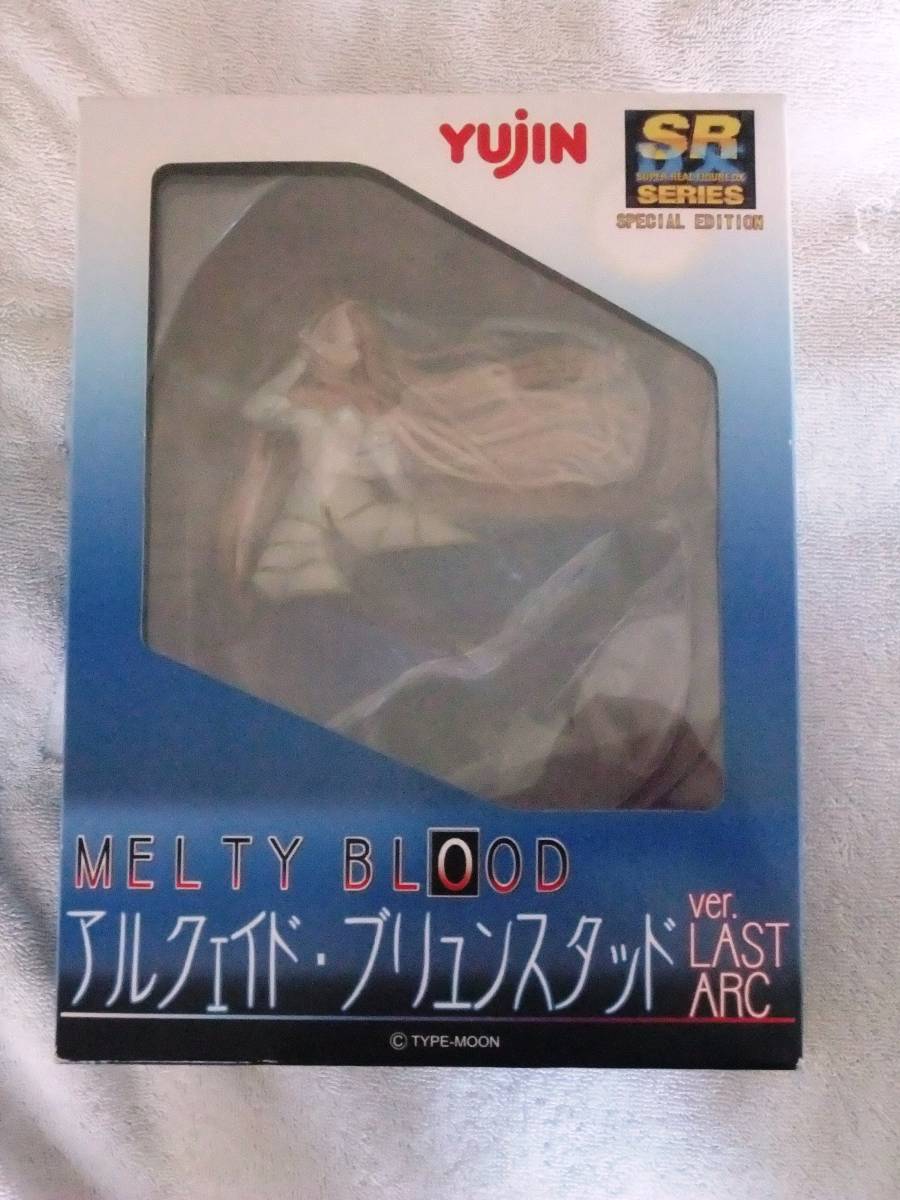 YUJIN
SR
DX
SUPER REAL FIGURE DX
SERIES
SPECIAL EDITION
MELTY BLOOD
アルクェイド・ブリュンスタッド
ver.
LAST
ARC
© TYPE-MOON